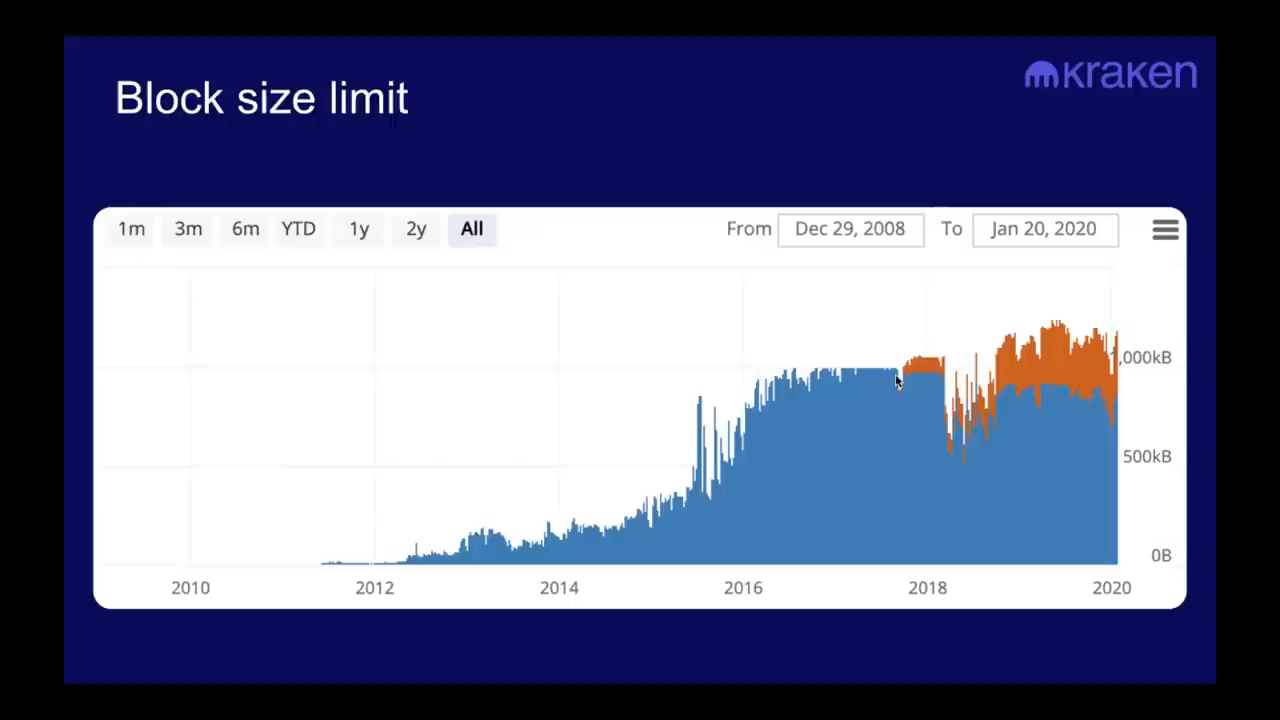 Block size limit
kraken
1m 3m 6m YTD 1y 2y All From Dec 29, 2008 To Jan 20, 2020
1,000kB
500kB
0B
2010 2012 2014 2016 2018 2020